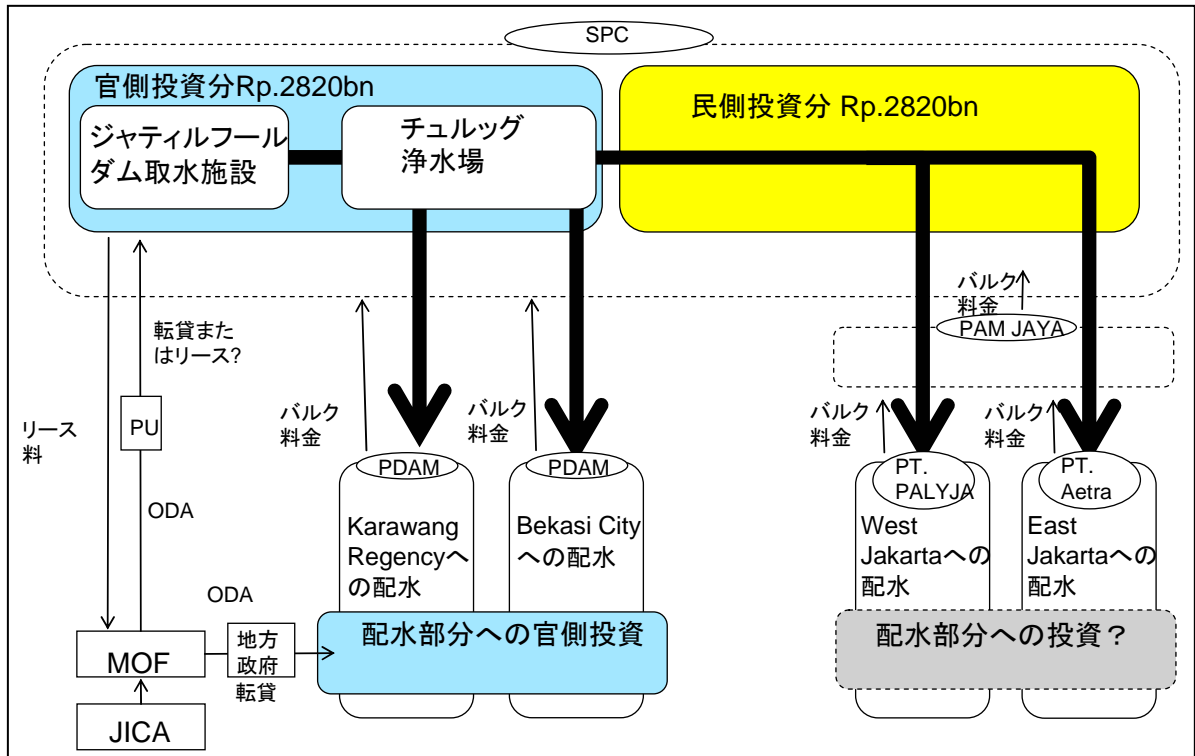 SPC
官側投資分Rp.2820bn
民側投資分 Rp.2820bn
ジャティルフール
ダム取水施設
チュルッグ
浄水場
転貸また
はリース?
PU
リース
料
ODA
バルク
料金
バルク
料金
バルク
料金
PAM JAYA
バルク
料金
バルク
料金
PDAM
PDAM
PT.
PALYJA
PT.
Aetra
Karawang
Regencyへ
の配水
Bekasi City
への配水
West
Jakartaへの
配水
East
Jakartaへの
配水
ODA
MOF
地方
政府
転貸
配水部分への官側投資
配水部分への投資？
JICA